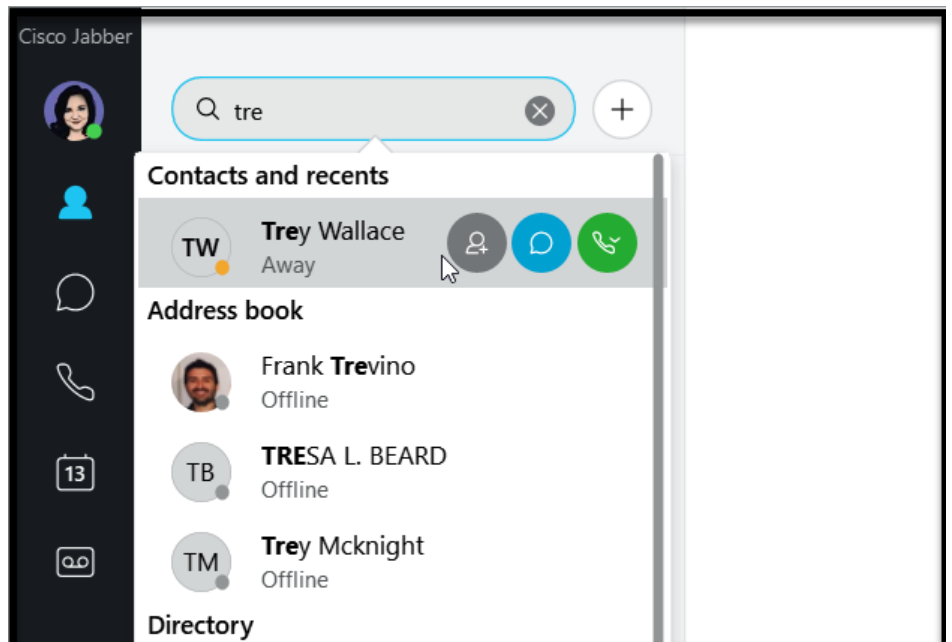 Cisco Jabber
tre
Contacts and recents
TW
Trey Wallace
Away
Address book
Frank Trevino
Offline
TB
TRESA L. BEARD
Offline
13
TM
Trey Mcknight
Offline
Directory